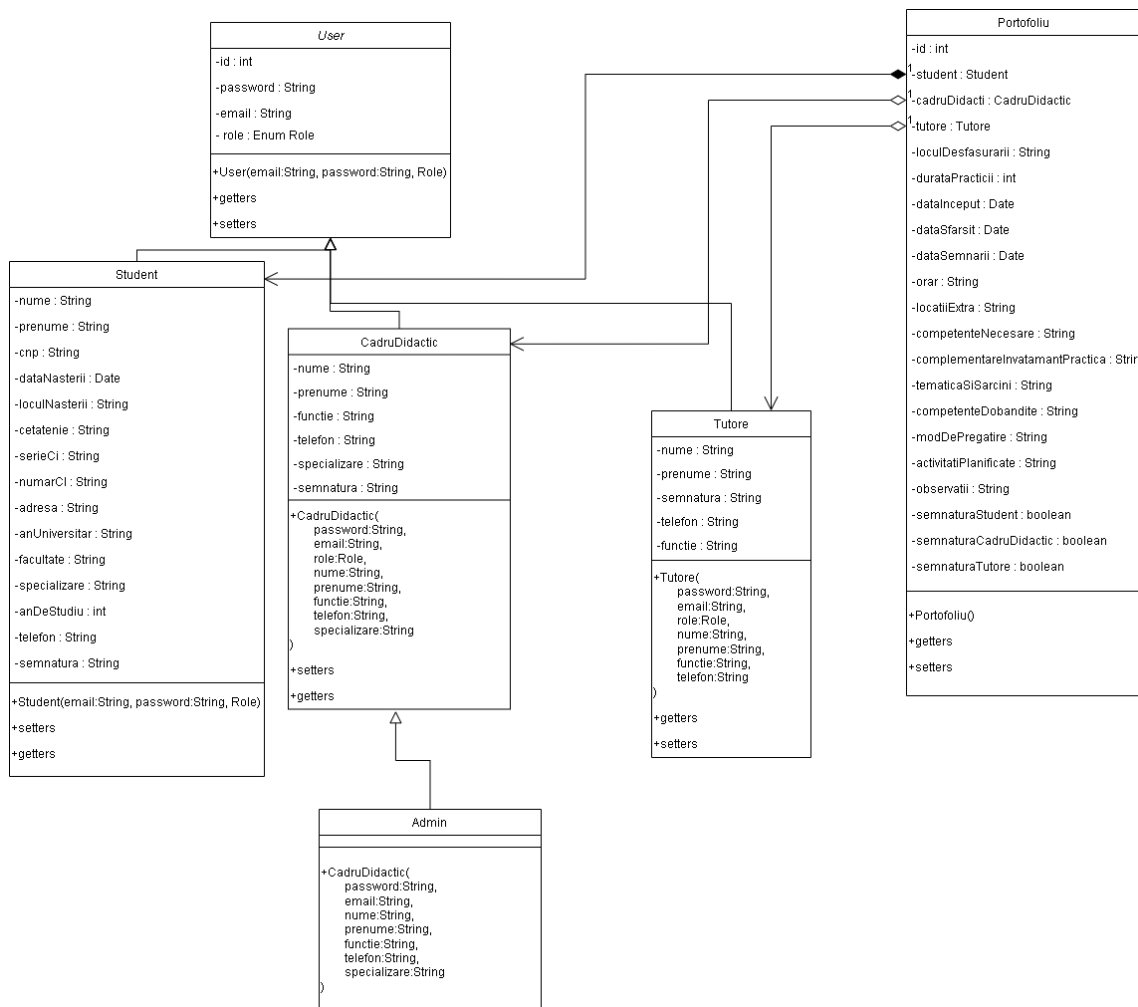 User
-id : int
-password : String
-email : String
- role : Enum Role
+User(email:String, password:String, Role)
+getters
+setters
Portofoliu
-id : int
1
-student : Student
1
-cadruDidacti : CadruDidactic
1
-tutore : Tutore
-loculDesfasurarii : String
-durataPracticii : int
-dataInceput : Date
-dataSfarsit : Date
-dataSemnarii : Date
-orar : String
-locatiiExtra : String
-competenteNecesare : String
-complementareInvatamantPractica : Strin
-tematicaSiSarcini : String
-competenteDobandite : String
-modDePregatire : String
-activitatiPlanificate : String
-observatii : String
-semnaturaStudent : boolean
-semnaturaCadruDidactic : boolean
-semnaturaTutore : boolean
+Portofoliu()
+getters
+setters
Student
-nume : String
-prenume : String
-cnp : String
-dataNasterii : Date
-loculNasterii : String
-cetatenie : String
-serieCi : String
-numarCI : String
-adresa : String
-anUniversitar : String
-facultate : String
-specializare : String
-anDeStudiu : int
-telefon : String
-semnatura : String
+Student(email:String, password:String, Role)
+setters
+getters
CadruDidactic
-nume : String
-prenume : String
-functie : String
-telefon : String
-specializare : String
-semnatura : String
+CadruDidactic(
password:String,
email:String,
role:Role,
nume:String,
prenume:String,
functie:String,
telefon:String,
specializare:String
)
+setters
+getters
Tutore
-nume : String
-prenume : String
-semnatura : String
-telefon : String
-functie : String
+Tutore(
password:String,
email:String,
role:Role,
nume:String,
prenume:String,
functie:String,
telefon:String
)
+getters
+setters
Admin
+CadruDidactic(
password:String,
email:String,
nume:String,
prenume:String,
functie:String,
telefon:String,
specializare:String
)